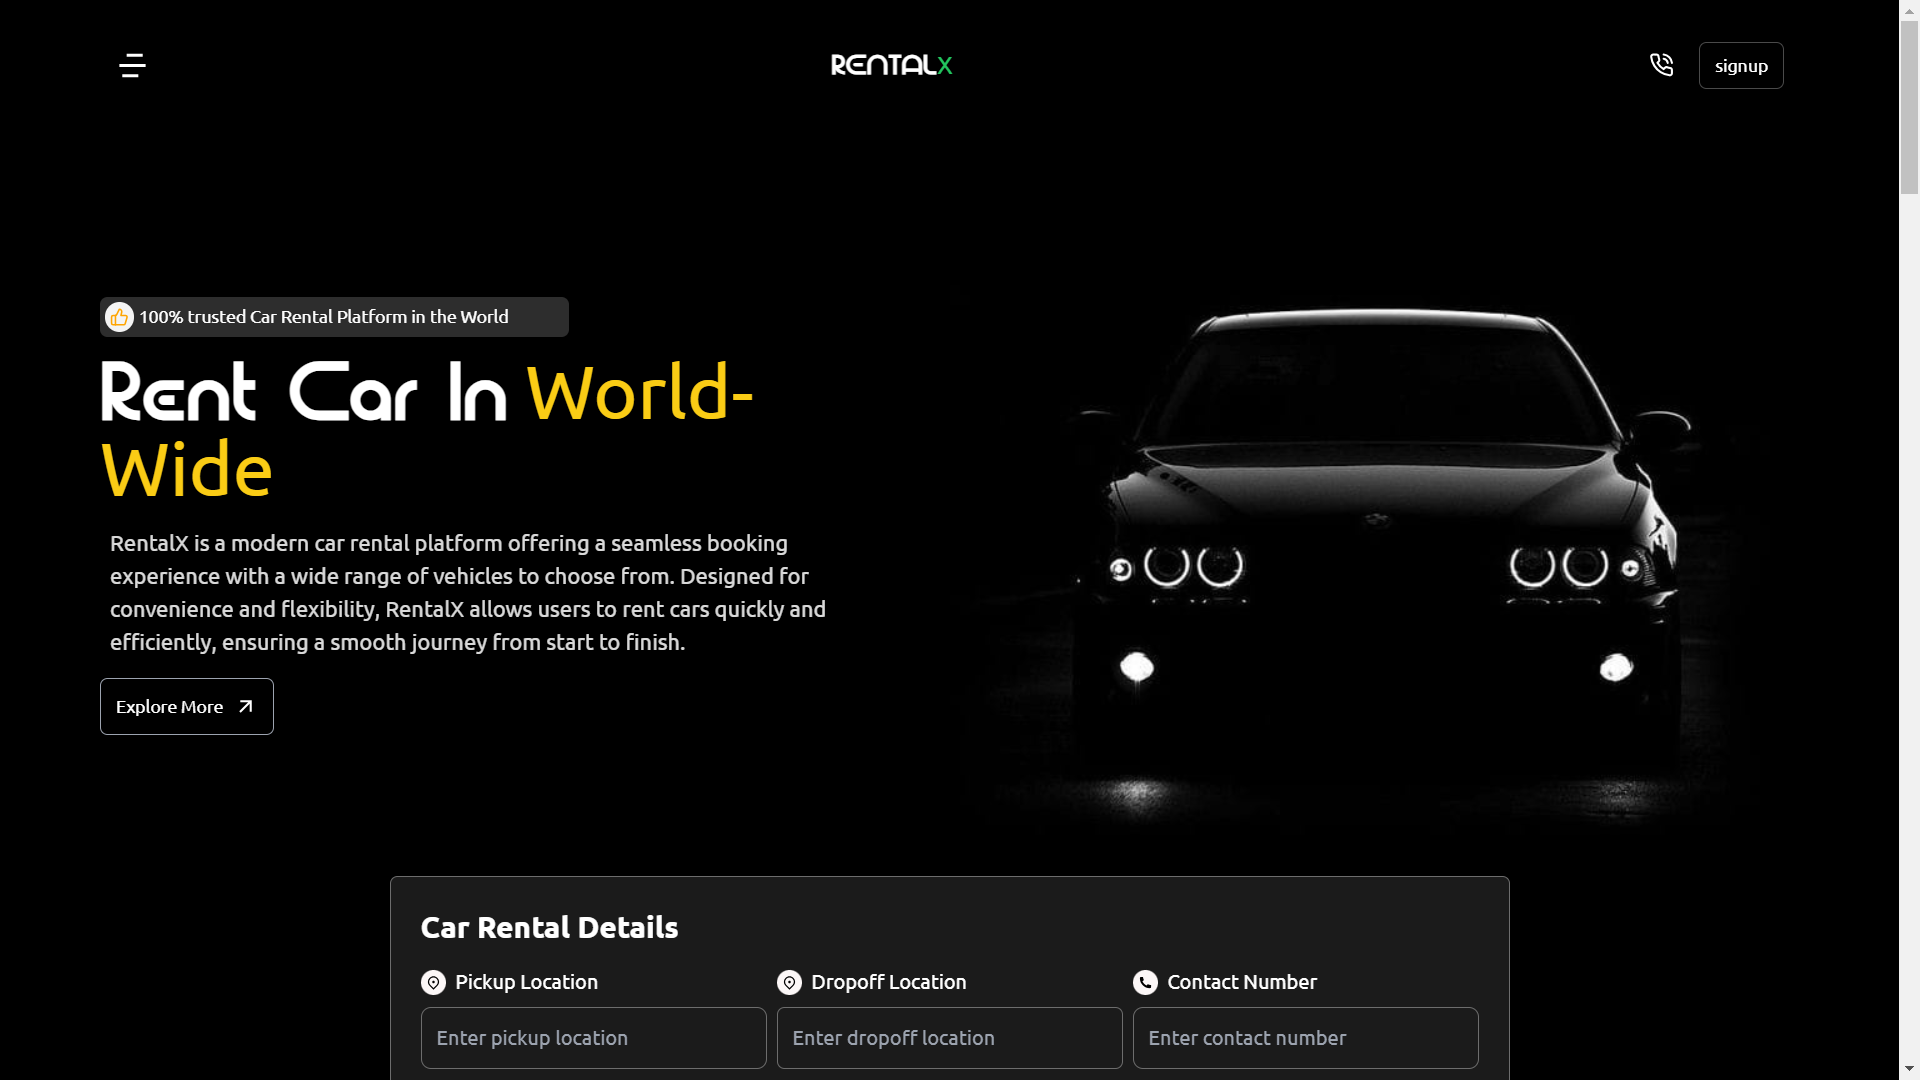 RENTALX
signup
100% trusted Car Rental Platform in the World
Rent Car In World-
Wide
RentalX is a modern car rental platform offering a seamless booking
experience with a wide range of vehicles to choose from. Designed for
convenience and flexibility, RentalX allows users to rent cars quickly and
efficiently, ensuring a smooth journey from start to finish.
Explore More
Car Rental Details
Pickup Location
Dropoff Location
Contact Number
Enter pickup location
Enter dropoff location
Enter contact number